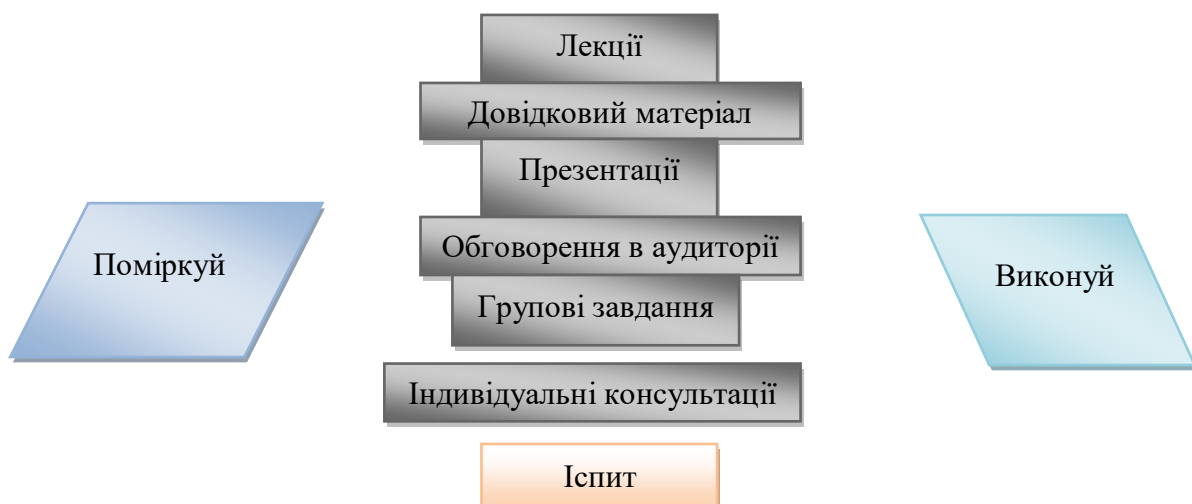 Лекції
Довідковий матеріал
Презентації
Обговорення в аудиторії
Поміркуй
Виконуй
Групові завдання
Індивідуальні консультації
Іспит